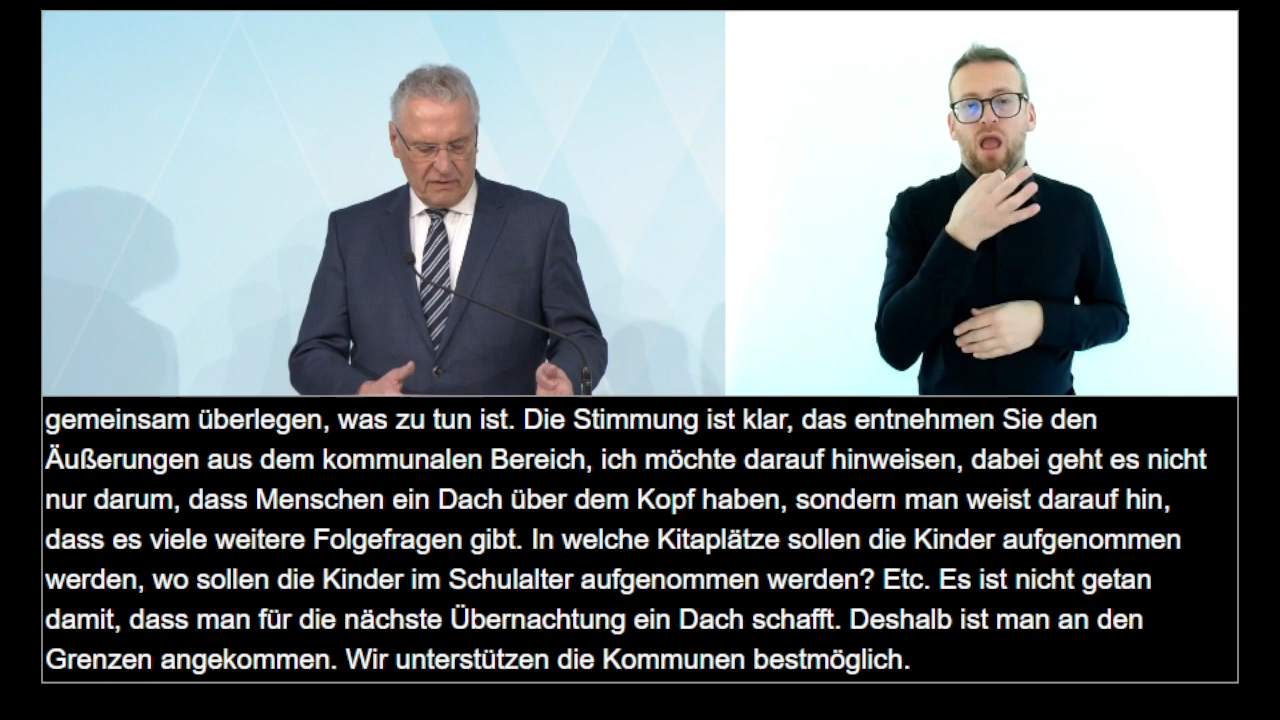 gemeinsam überlegen, was zu tun ist. Die Stimmung ist klar, das entnehmen Sie den
Äußerungen aus dem kommunalen Bereich, ich möchte darauf hinweisen, dabei geht es nicht
nur darum, dass Menschen ein Dach über dem Kopf haben, sondern man weist darauf hin,
dass es viele weitere Folgefragen gibt. In welche Kitaplätze sollen die Kinder aufgenommen
werden, wo sollen die Kinder im Schulalter aufgenommen werden? Etc. Es ist nicht getan
damit, dass man für die nächste Übernachtung ein Dach schafft. Deshalb ist man an den
Grenzen angekommen. Wir unterstützen die Kommunen bestmöglich.